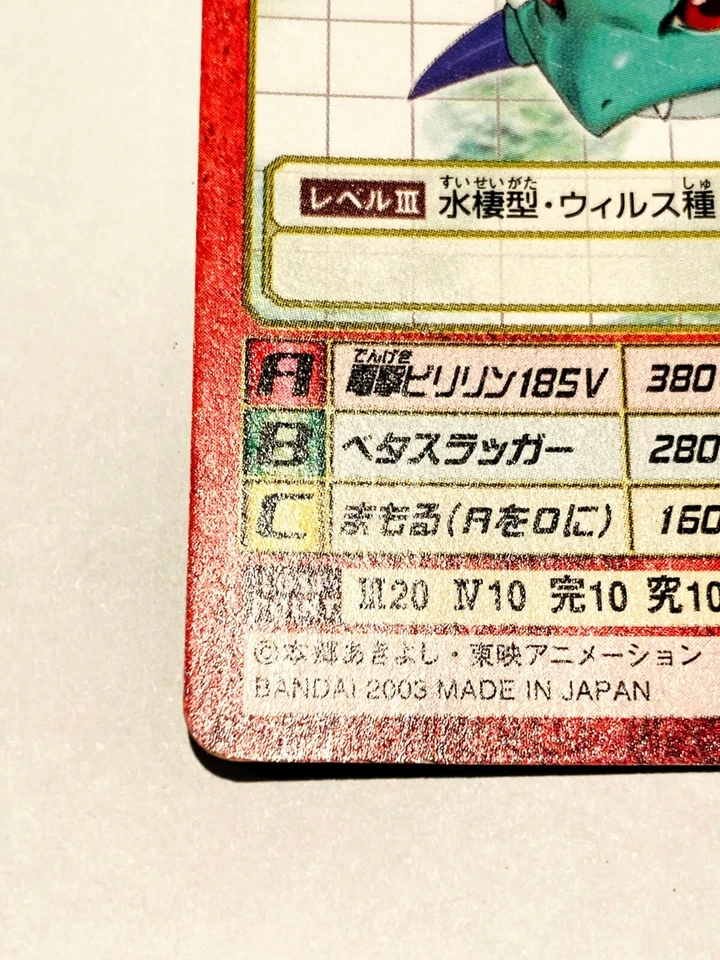 レベルⅢ 水棲型・ウィルス種
すいせいがた しゅ
A 電撃ビリリン185V 380
でんげき
B ベタスラッガー 280
C まもる(Aを0に) 160
LOST POINT Ⅲ20 Ⅳ10 完10 究10
©本郷あきよし・東映アニメーション
BANDAI 2003 MADE IN JAPAN